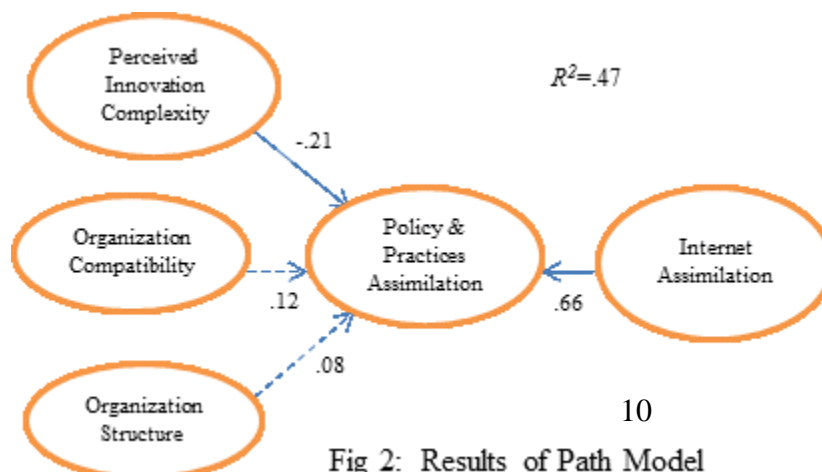 Perceived
Innovation
Complexity
R²=.47
-.21
Organization
Compatibility
.12
Policy &
Practices
Assimilation
Internet
Assimilation
.66
.08
Organization
Structure
10
Fig 2: Results of Path Model